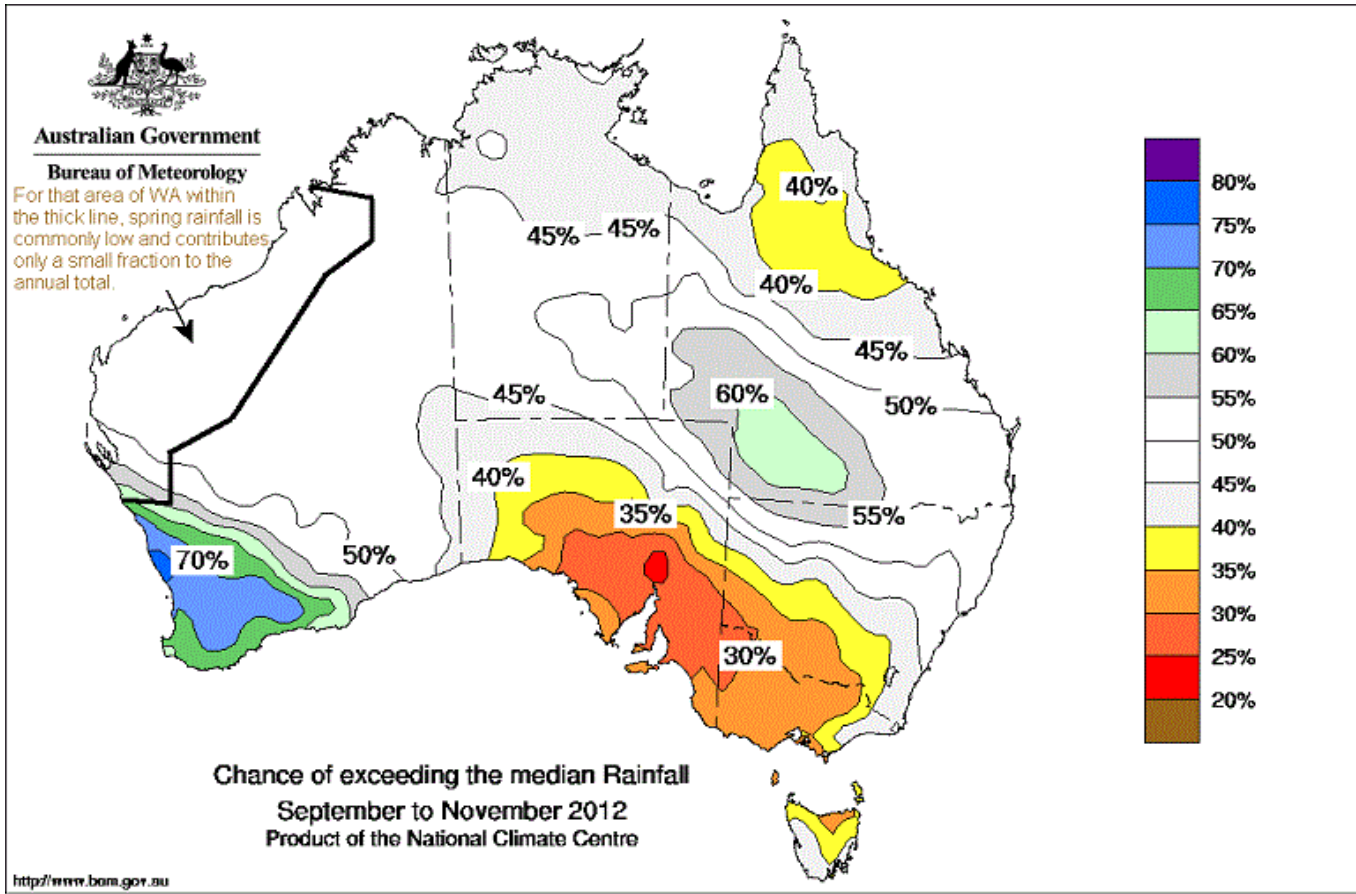 Australian Government
Bureau of Meteorology
For that area of WA within
the thick line, spring rainfall is
commonly low and contributes
only a small fraction to the
annual total.
40%
45%
45%
40%
45%
50%
60%
45%
40%
35%
55%
50%
70%
30%
80%
75%
70%
65%
60%
55%
50%
45%
40%
35%
30%
25%
20%
Chance of exceeding the median Rainfall
September to November 2012
Product of the National Climate Centre
http://www.bom.gov.au